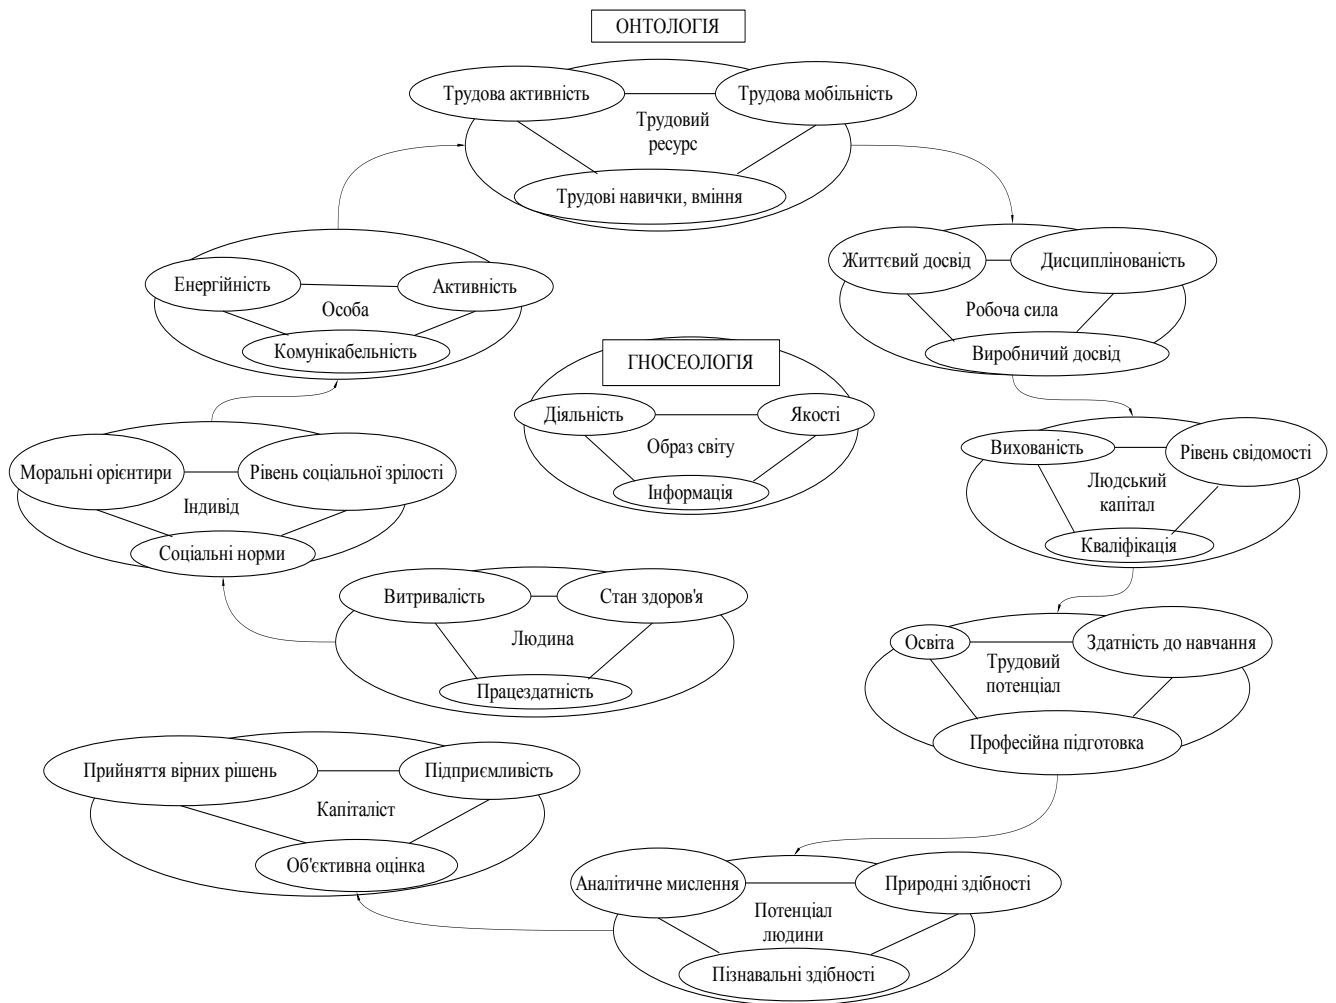 ОНТОЛОГІЯ
Трудова активність
Трудова мобільність
Трудовий
ресурс
Трудові навички, вміння
Енергійність
Активність
Особа
Комунікабельність
Життєвий досвід
Дисциплінованість
Робоча сила
Виробничий досвід
ГНОСЕОЛОГІЯ
Діяльність
Якості
Образ світу
Інформація
Моральні орієнтири
Рівень соціальної зрілості
Індивід
Соціальні норми
Вихованість
Рівень свідомості
Людський
капітал
Кваліфікація
Витривалість
Стан здоров'я
Людина
Працездатність
Освіта
Здатність до навчання
Трудовий
потенціал
Професійна підготовка
Прийняття вірних рішень
Підприємливість
Капіталіст
Об'єктивна оцінка
Аналітичне мислення
Природні здібності
Потенціал
людини
Пізнавальні здібності